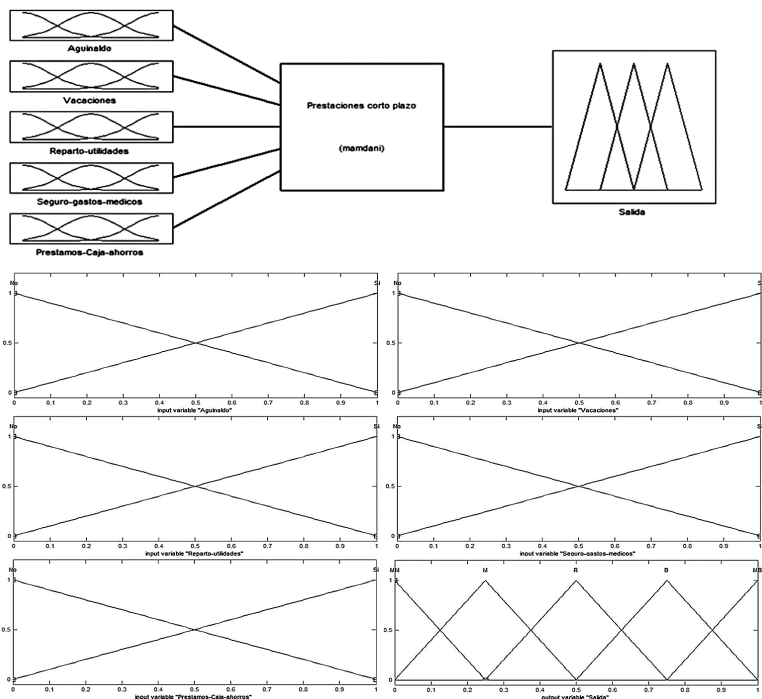 Aguinaldo
Vacaciones
Reparto-utilidades
Seguro-gastos-medicos
Prestamos-Caja-ahorros
Prestaciones corto plazo
(mamdani)
Salida
No Si
1
0.5
0
0 0.1 0.2 0.3 0.4 0.5 0.6 0.7 0.8 0.9 1
input variable "Aguinaldo"
No S
1
0.5
0
0 0.1 0.2 0.3 0.4 0.5 0.6 0.7 0.8 0.9 1
input variable "Vacaciones"
No Si
1
0.5
0
0 0.1 0.2 0.3 0.4 0.5 0.6 0.7 0.8 0.9 1
input variable "Reparto-utilidades"
No S
1
0.5
0
0 0.1 0.2 0.3 0.4 0.5 0.6 0.7 0.8 0.9 1
input variable "Seguro-gastos-medicos"
No Si
1
0.5
0
0 0.1 0.2 0.3 0.4 0.5 0.6 0.7 0.8 0.9 1
input variable "Prestamos-Caja-ahorros"
MM M R B MB
1
0.5
0
0 0.1 0.2 0.3 0.4 0.5 0.6 0.7 0.8 0.9 1
output variable "Salida"